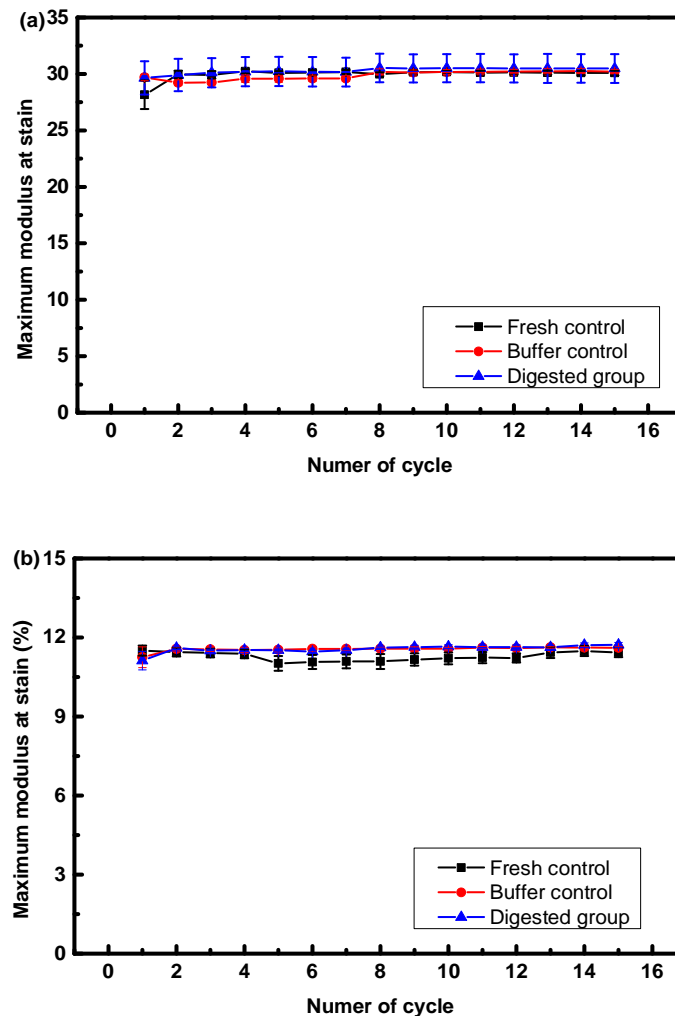 (a)
35
30
25
20
15
10
5
0
Maximum modulus at stain
Fresh control
Buffer control
Digested group
0 2 4 6 8 10 12 14 16
Numer of cycle
(b)
15
12
9
6
3
0
Maximum modulus at stain (%)
Fresh control
Buffer control
Digested group
0 2 4 6 8 10 12 14 16
Numer of cycle